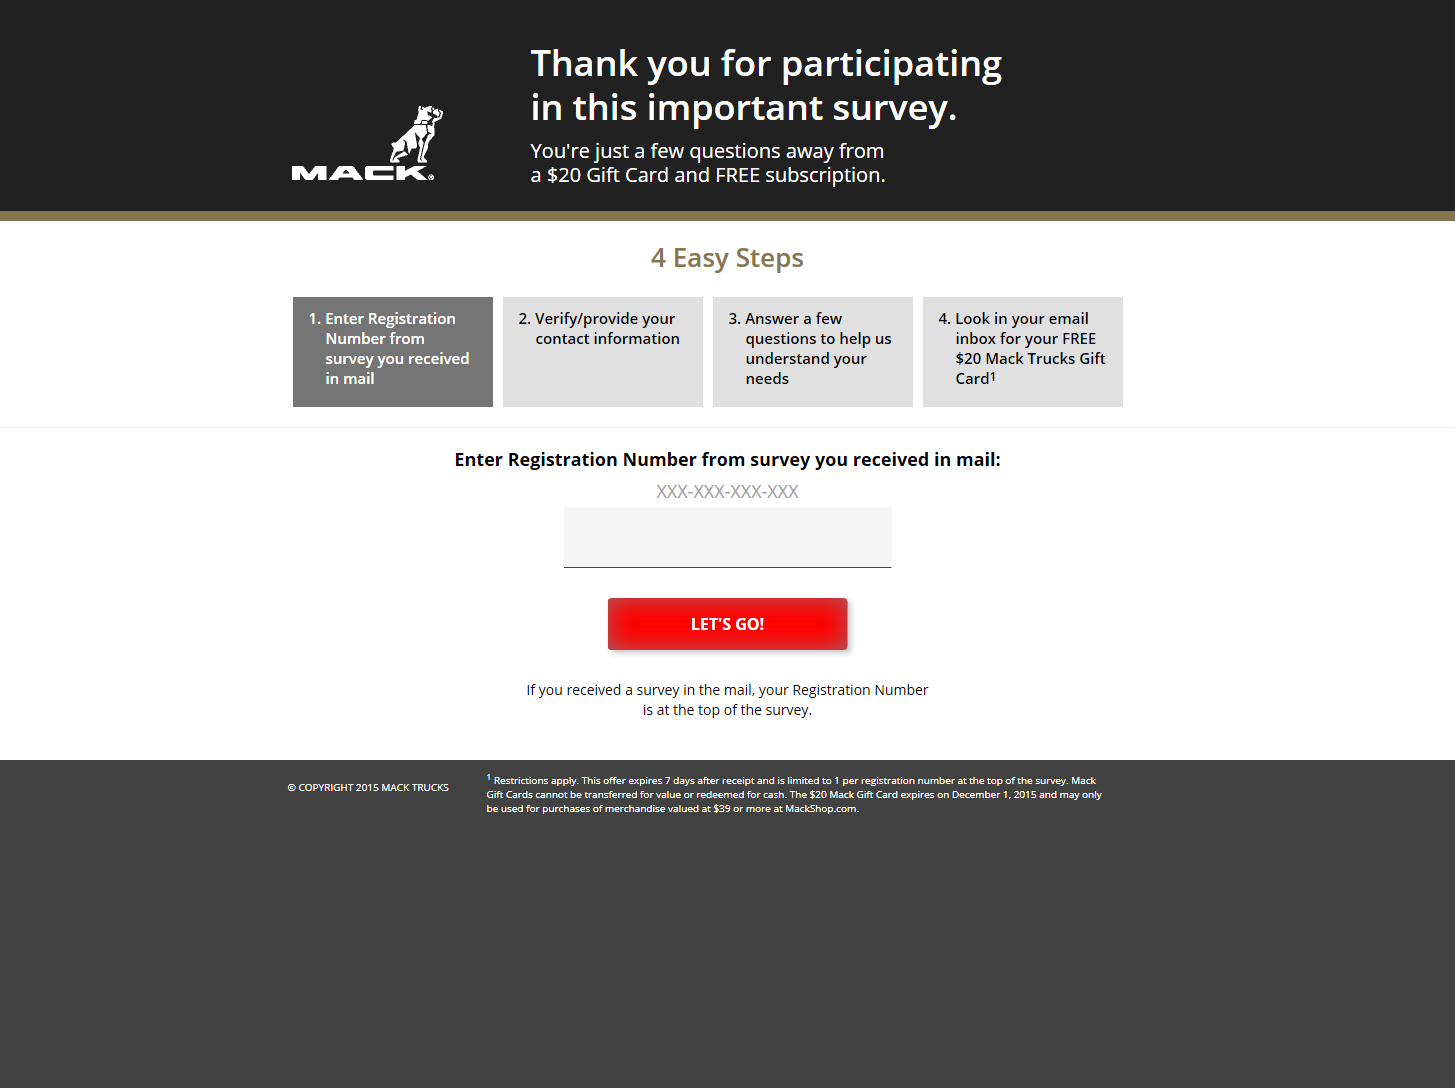 Thank you for participating
in this important survey.
You're just a few questions away from
a $20 Gift Card and FREE subscription.
MACK®
4 Easy Steps
1. Enter Registration
Number from
survey you received
in mail
2. Verify/provide your
contact information
3. Answer a few
questions to help us
understand your
needs
4. Look in your email
inbox for your FREE
$20 Mack Trucks Gift
Card1
Enter Registration Number from survey you received in mail:
XXX-XXX-XXX-XXX
LET'S GO!
If you received a survey in the mail, your Registration Number
is at the top of the survey.
© COPYRIGHT 2015 MACK TRUCKS
1 Restrictions apply. This offer expires 7 days after receipt and is limited to 1 per registration number at the top of the survey. Mack
Gift Cards cannot be transferred for value or redeemed for cash. The $20 Mack Gift Card expires on December 1, 2015 and may only
be used for purchases of merchandise valued at $39 or more at MackShop.com.